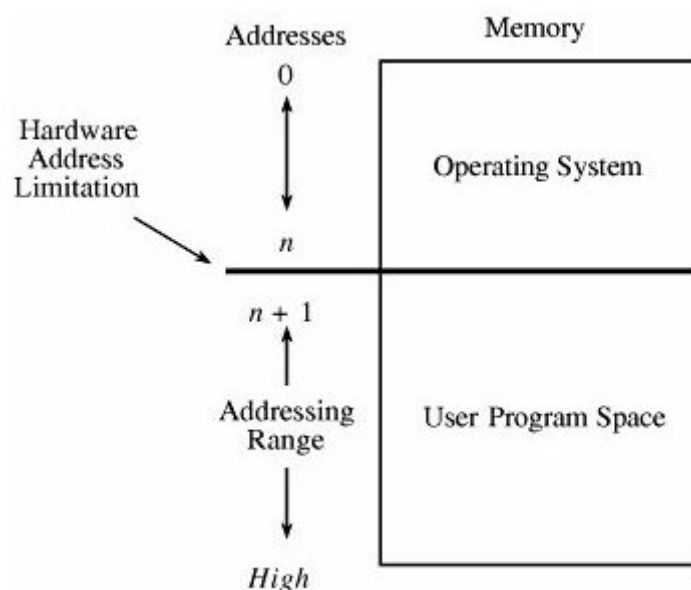 Addresses
Memory
0
Hardware
Address
Limitation
Operating System
n
n + 1
Addressing
Range
User Program Space
High